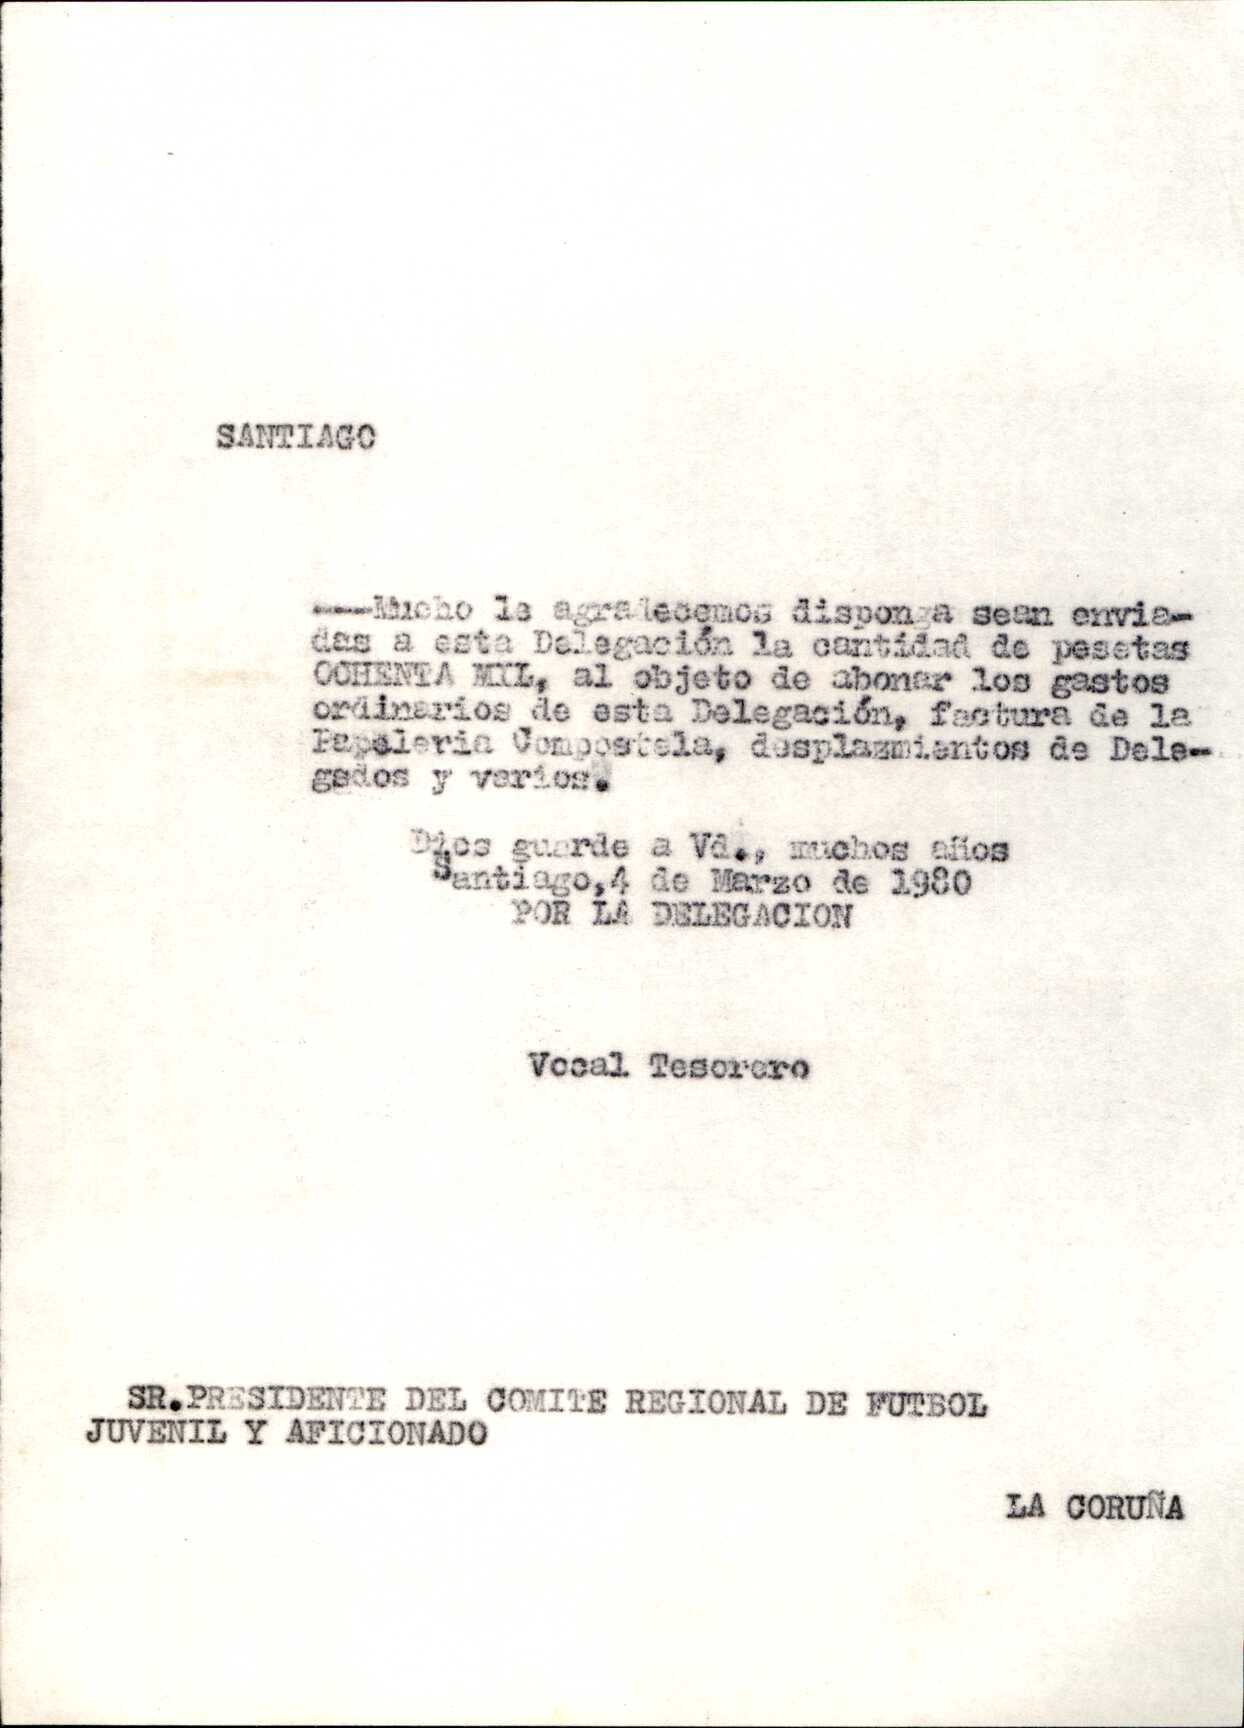 SANTIAGO
---Mucho le agradecemos disponga sean envia-
das a esta Delegación la cantidad de pesetas
OCHENTA MIL, al objeto de abonar los gastos
ordinarios de esta Delegación, factura de la
Papeleria Compostela, desplazmientos de Dele-
gados y varios.
Dios guarde a Vd., muchos años
Santiago,4 de Marzo de 1980
POR LA DELEGACION
Vocal Tesorero
SR.PRESIDENTE DEL COMITE REGIONAL DE FUTBOL
JUVENIL Y AFICIONADO
LA CORUÑA